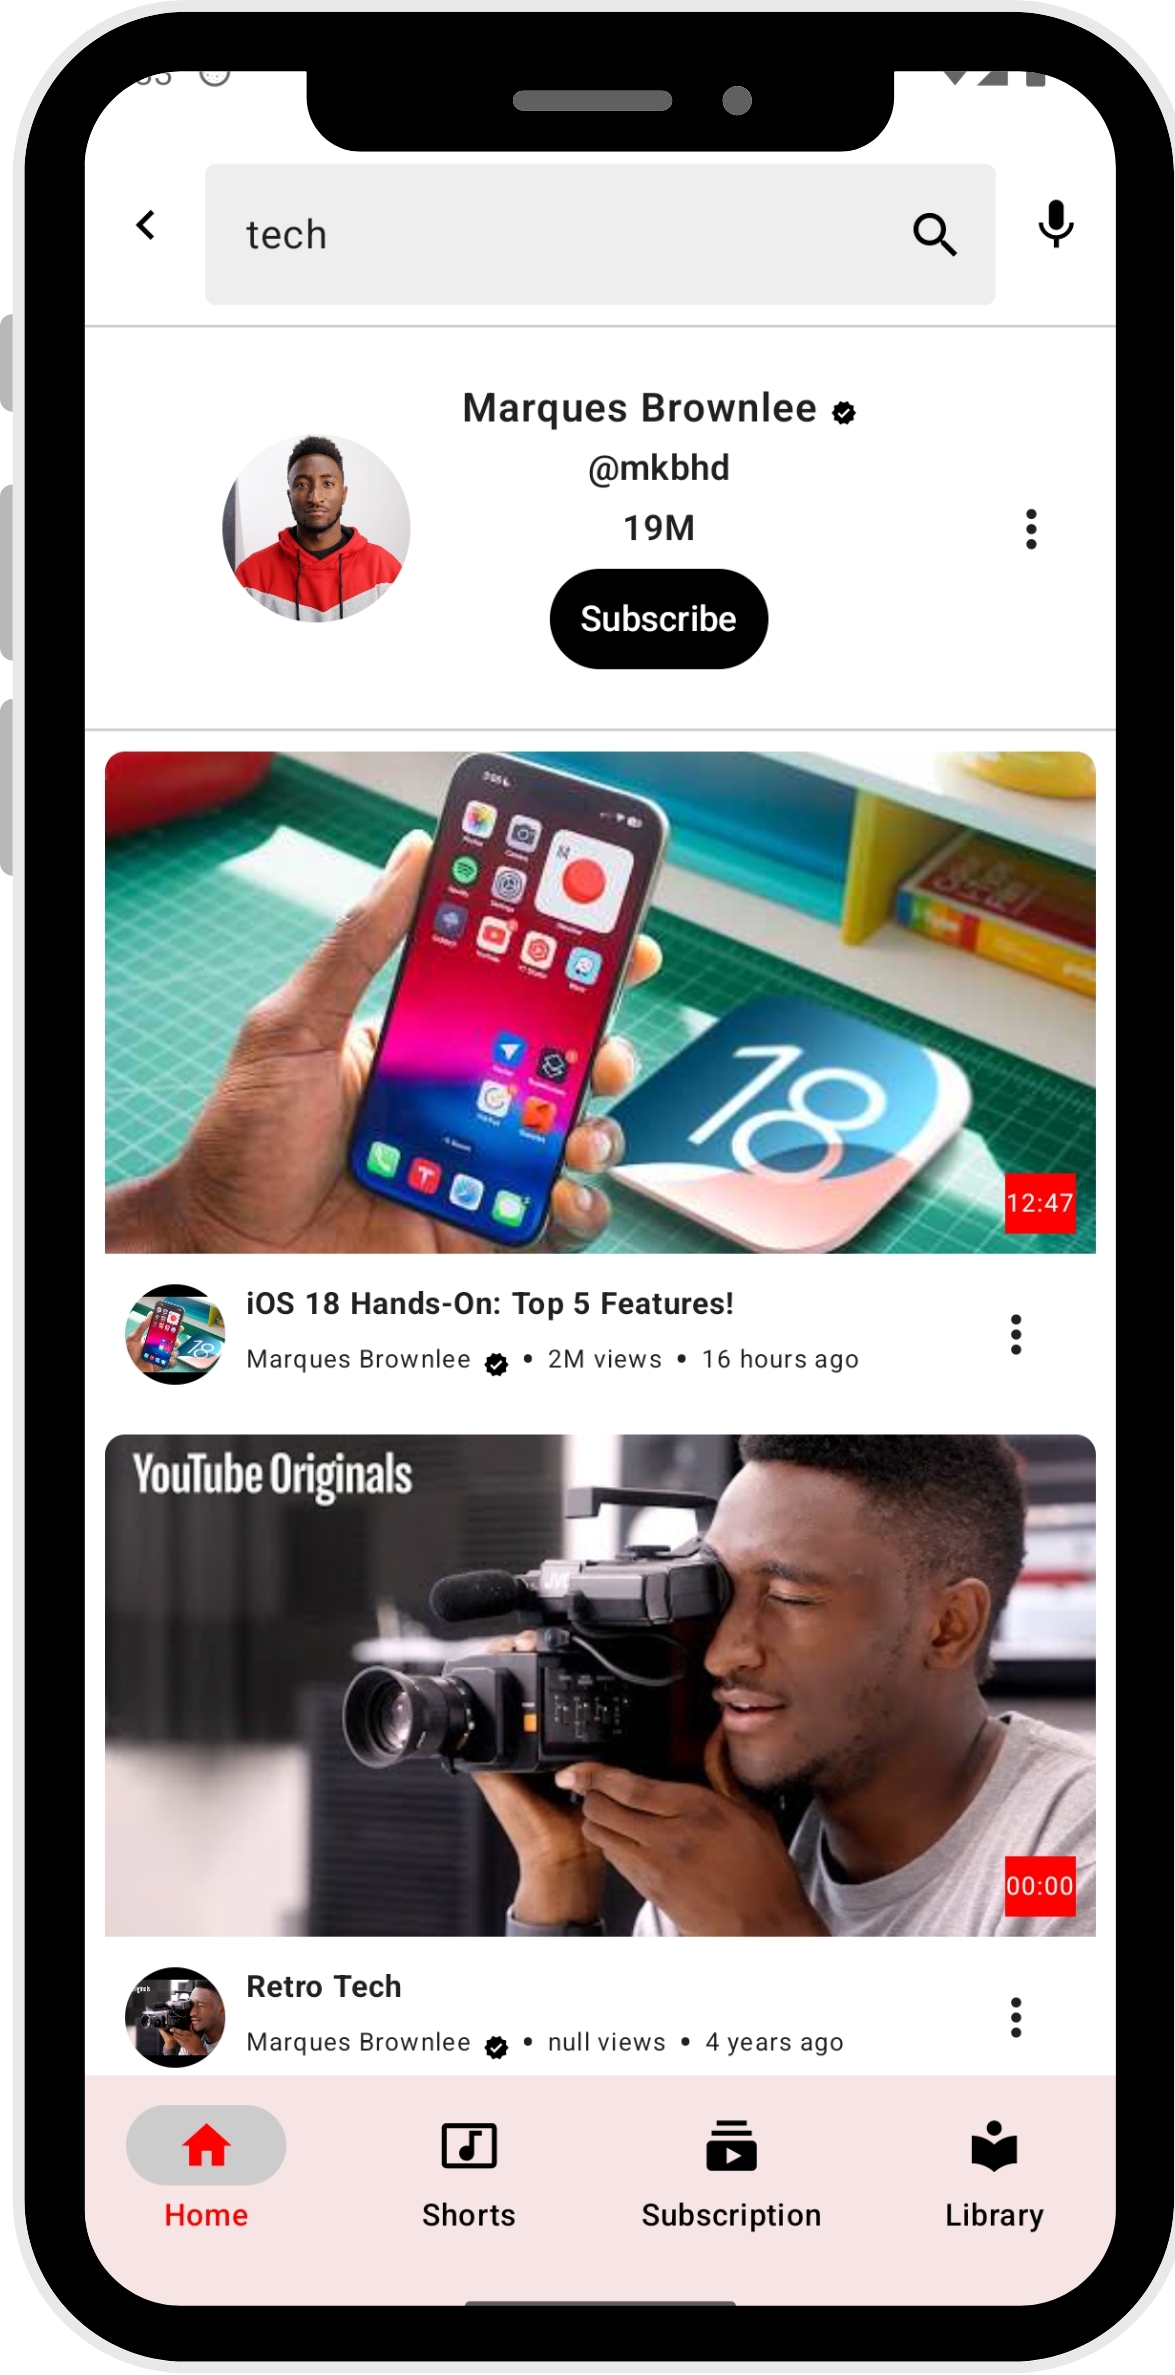 tech
Marques Brownlee
@mkbhd
19M
Subscribe
18
12:47
iOS 18 Hands-On: Top 5 Features!
Marques Brownlee • 2M views • 16 hours ago
YouTube Originals
JVC
00:00
Retro Tech
Marques Brownlee • null views • 4 years ago
Home
Shorts
Subscription
Library